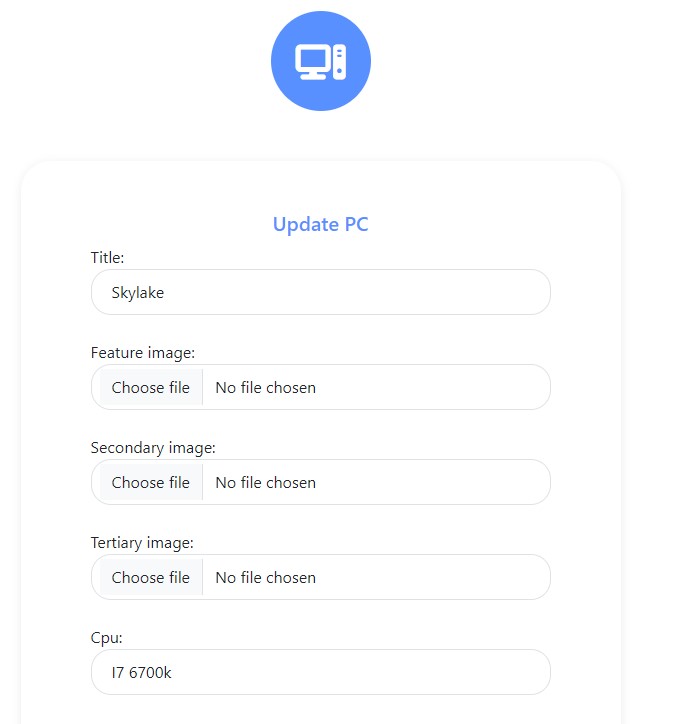 Update PC
Title:
Skylake
Feature image:
Choose file No file chosen
Secondary image:
Choose file No file chosen
Tertiary image:
Choose file No file chosen
Cpu:
I7 6700k